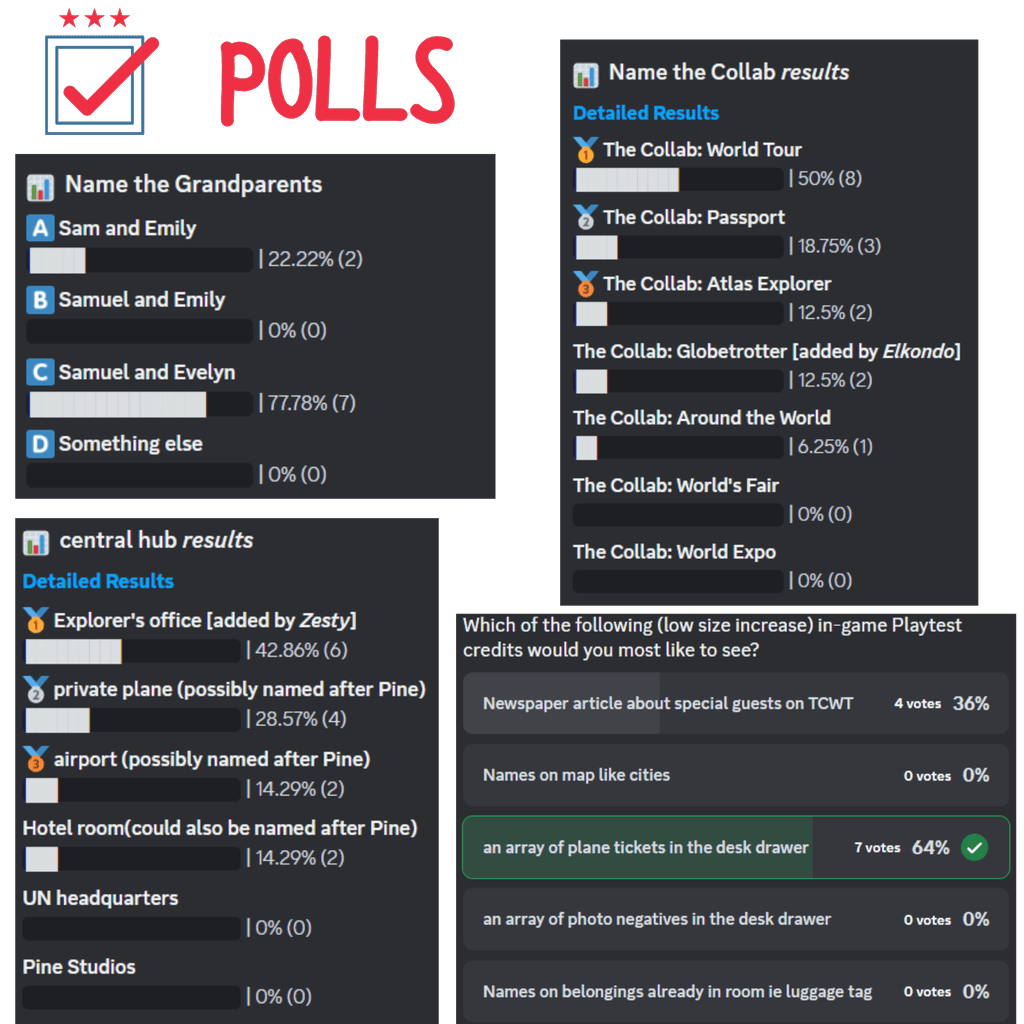 POLLS
Name the Grandparents
A Sam and Emily
| 22.22% (2)
B Samuel and Emily
| 0% (0)
C Samuel and Evelyn
| 77.78% (7)
D Something else
| 0% (0)
central hub results
Detailed Results
1 Explorer's office [added by Zesty]
| 42.86% (6)
2 private plane (possibly named after Pine)
| 28.57% (4)
3 airport (possibly named after Pine)
| 14.29% (2)
Hotel room(could also be named after Pine)
| 14.29% (2)
UN headquarters
| 0% (0)
Pine Studios
| 0% (0)
Name the Collab results
Detailed Results
1 The Collab: World Tour
| 50% (8)
2 The Collab: Passport
| 18.75% (3)
3 The Collab: Atlas Explorer
| 12.5% (2)
The Collab: Globetrotter [added by Elkondo]
| 12.5% (2)
The Collab: Around the World
| 6.25% (1)
The Collab: World's Fair
| 0% (0)
The Collab: World Expo
| 0% (0)
Which of the following (low size increase) in-game Playtest
credits would you most like to see?
Newspaper article about special guests on TCWT 4 votes 36%
Names on map like cities 0 votes 0%
an array of plane tickets in the desk drawer 7 votes 64%
an array of photo negatives in the desk drawer 0 votes 0%
Names on belongings already in room ie luggage tag 0 votes 0%